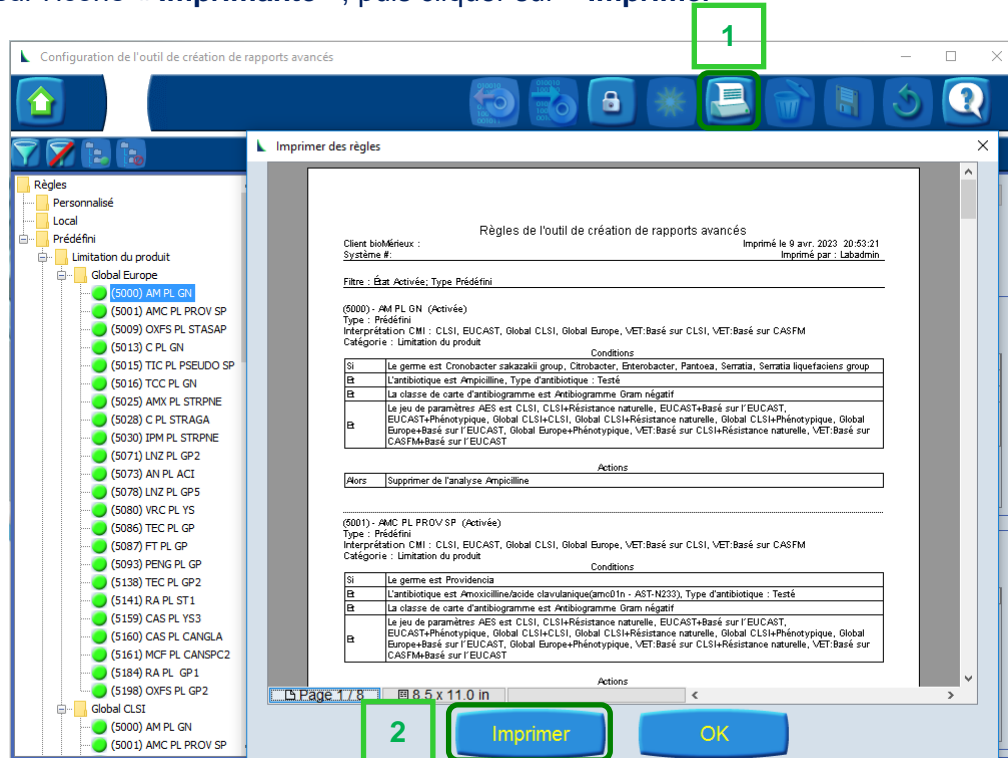 sur l'icône « Imprimante », puis cliquer sur « Imprimer »
1
Configuration de l'outil de création de rapports avancés
Imprimer des règles
Règles
Personnalisé
Local
Prédéfini
Limitation du produit
Global Europe
(5000) AM PL GN
(5001) AMC PL PROV SP
(5009) OXFS PL STASAP
(5013) C PL GN
(5015) TIC PL PSEUDO SP
(5016) TCC PL GN
(5025) AMX PL STRPNE
(5028) C PL STRAGA
(5030) IPM PL STRPNE
(5071) LNZ PL GP2
(5073) AN PL ACI
(5078) LNZ PL GP5
(5080) VRC PL YS
(5086) TEC PL GP
(5087) FT PL GP
(5093) PENG PL GP
(5138) TEC PL GP2
(5141) RA PL ST1
(5159) CAS PL YS3
(5160) CAS PL CANGLA
(5161) MCF PL CANSPC2
(5184) RA PL GP1
(5198) OXFS PL GP2
Global CLSI
(5000) AM PL GN
(5001) AMC PL PROV SP
Règles de l'outil de création de rapports avancés
Client bioMérieux :
Imprimé le 9 avr. 2023 20:53:21
Système #:
Imprimé par : Labadmin
Filtre : État Activée; Type Prédéfini
(5000) - AM PL GN (Activée)
Type : Prédéfini
Interprétation CMI : CLSI, EUCAST, Global CLSI, Global Europe, VET:Basé sur CLSI, VET:Basé sur CASFM
Catégorie : Limitation du produit
Conditions
Si Le germe est Cronobacter sakazakii group, Citrobacter, Enterobacter, Pantoea, Serratia, Serratia liquefaciens group
Et L'antibiotique est Ampicilline, Type d'antibiotique : Testé
Et La classe de carte d'antibiogramme est Antibiogramme Gram négatif
Le jeu de paramètres AES est CLSI, CLSI+Résistance naturelle, EUCAST+Basé sur l'EUCAST,
Et EUCAST+Phénotypique, Global CLSI+CLSI, Global CLSI+Résistance naturelle, Global CLSI+Phénotypique, Global
Europe+Basé sur l'EUCAST, Global Europe+Phénotypique, VET:Basé sur CLSI+Résistance naturelle, VET:Basé sur
CASFM+Basé sur l'EUCAST
Actions
Alors Supprimer de l'analyse Ampicilline
(5001) - AMC PL PROV SP (Activée)
Type : Prédéfini
Interprétation CMI : CLSI, EUCAST, Global CLSI, Global Europe, VET:Basé sur CLSI, VET:Basé sur CASFM
Catégorie : Limitation du produit
Conditions
Si Le germe est Providencia
Et L'antibiotique est Amoxicilline/acide clavulanique(amc01n - AST-N233), Type d'antibiotique : Testé
Et La classe de carte d'antibiogramme est Antibiogramme Gram négatif
Le jeu de paramètres AES est CLSI, CLSI+Résistance naturelle, EUCAST+Basé sur l'EUCAST,
Et EUCAST+Phénotypique, Global CLSI+CLSI, Global CLSI+Résistance naturelle, Global CLSI+Phénotypique, Global
Europe+Basé sur l'EUCAST, Global Europe+Phénotypique, VET:Basé sur CLSI+Résistance naturelle, VET:Basé sur
CASFM+Basé sur l'EUCAST
Actions
Page 1 / 8 8.5 x 11.0 in
2
Imprimer
OK